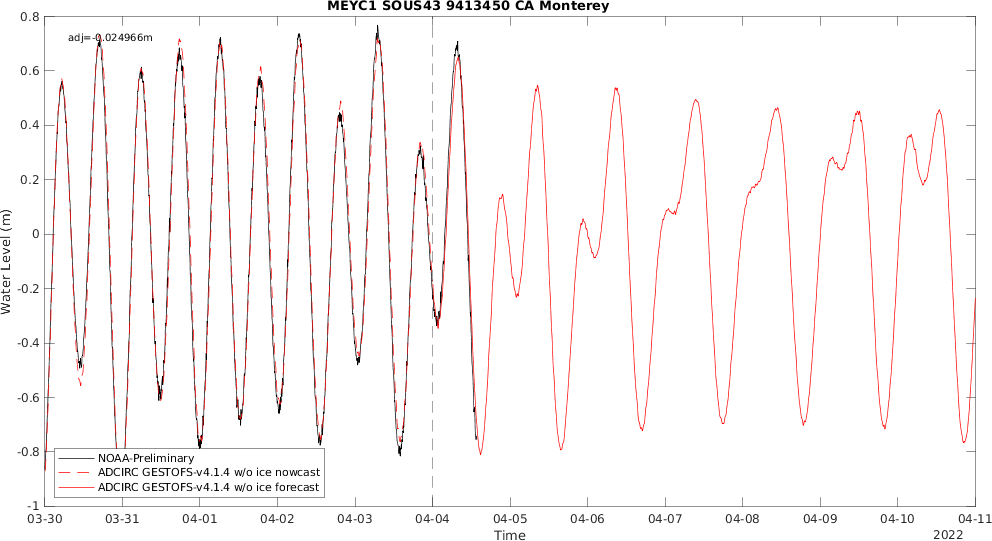 MEYC1 SOUS43 9413450 CA Monterey
adj=-0.024966m
Water Level (m)
0.8
0.6
0.4
0.2
0
-0.2
-0.4
-0.6
-0.8
-1
NOAA-Preliminary
ADCIRC GESTOFS-v4.1.4 w/o ice nowcast
ADCIRC GESTOFS-v4.1.4 w/o ice forecast
03-30 03-31 04-01 04-02 04-03 04-04 04-05 04-06 04-07 04-08 04-09 04-10 04-11
Time
2022